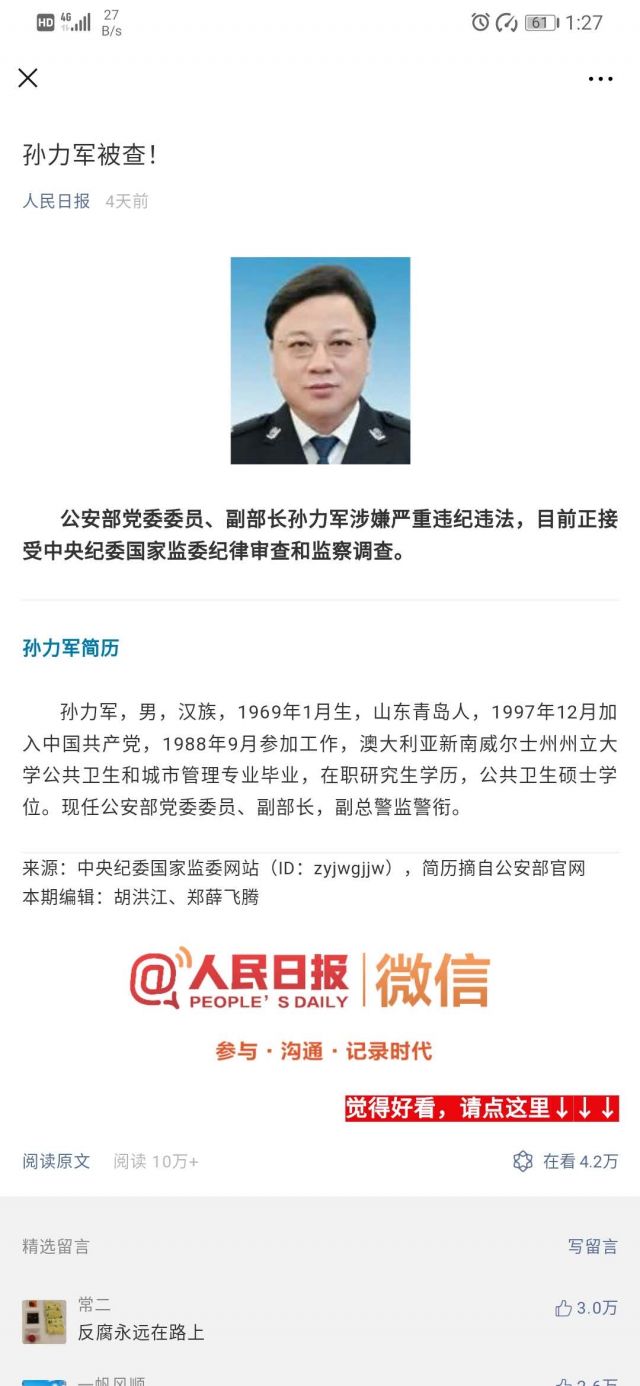 HD 4G 27 B/s 61 1:27
孙力军被查！
人民日报 4天前
公安部党委委员、副部长孙力军涉嫌严重违纪违法，目前正接
受中央纪委国家监委纪律审查和监察调查。
孙力军简历
孙力军，男，汉族，1969年1月生，山东青岛人，1997年12月加
入中国共产党，1988年9月参加工作，澳大利亚新南威尔士州州立大
学公共卫生和城市管理专业毕业，在职研究生学历，公共卫生硕士学
位。现任公安部党委委员、副部长，副总警监警衔。
来源：中央纪委国家监委网站（ID：zyjwgjjw），简历摘自公安部官网
本期编辑：胡洪江、郑薛飞腾
@人民日报 微信
PEOPLE'S DAILY
参与·沟通·记录时代
觉得好看，请点这里↓↓↓
阅读原文 阅读 10万+ 在看 4.2万
精选留言 写留言
常二 3.0万
反腐永远在路上
一帆风顺 2.6万